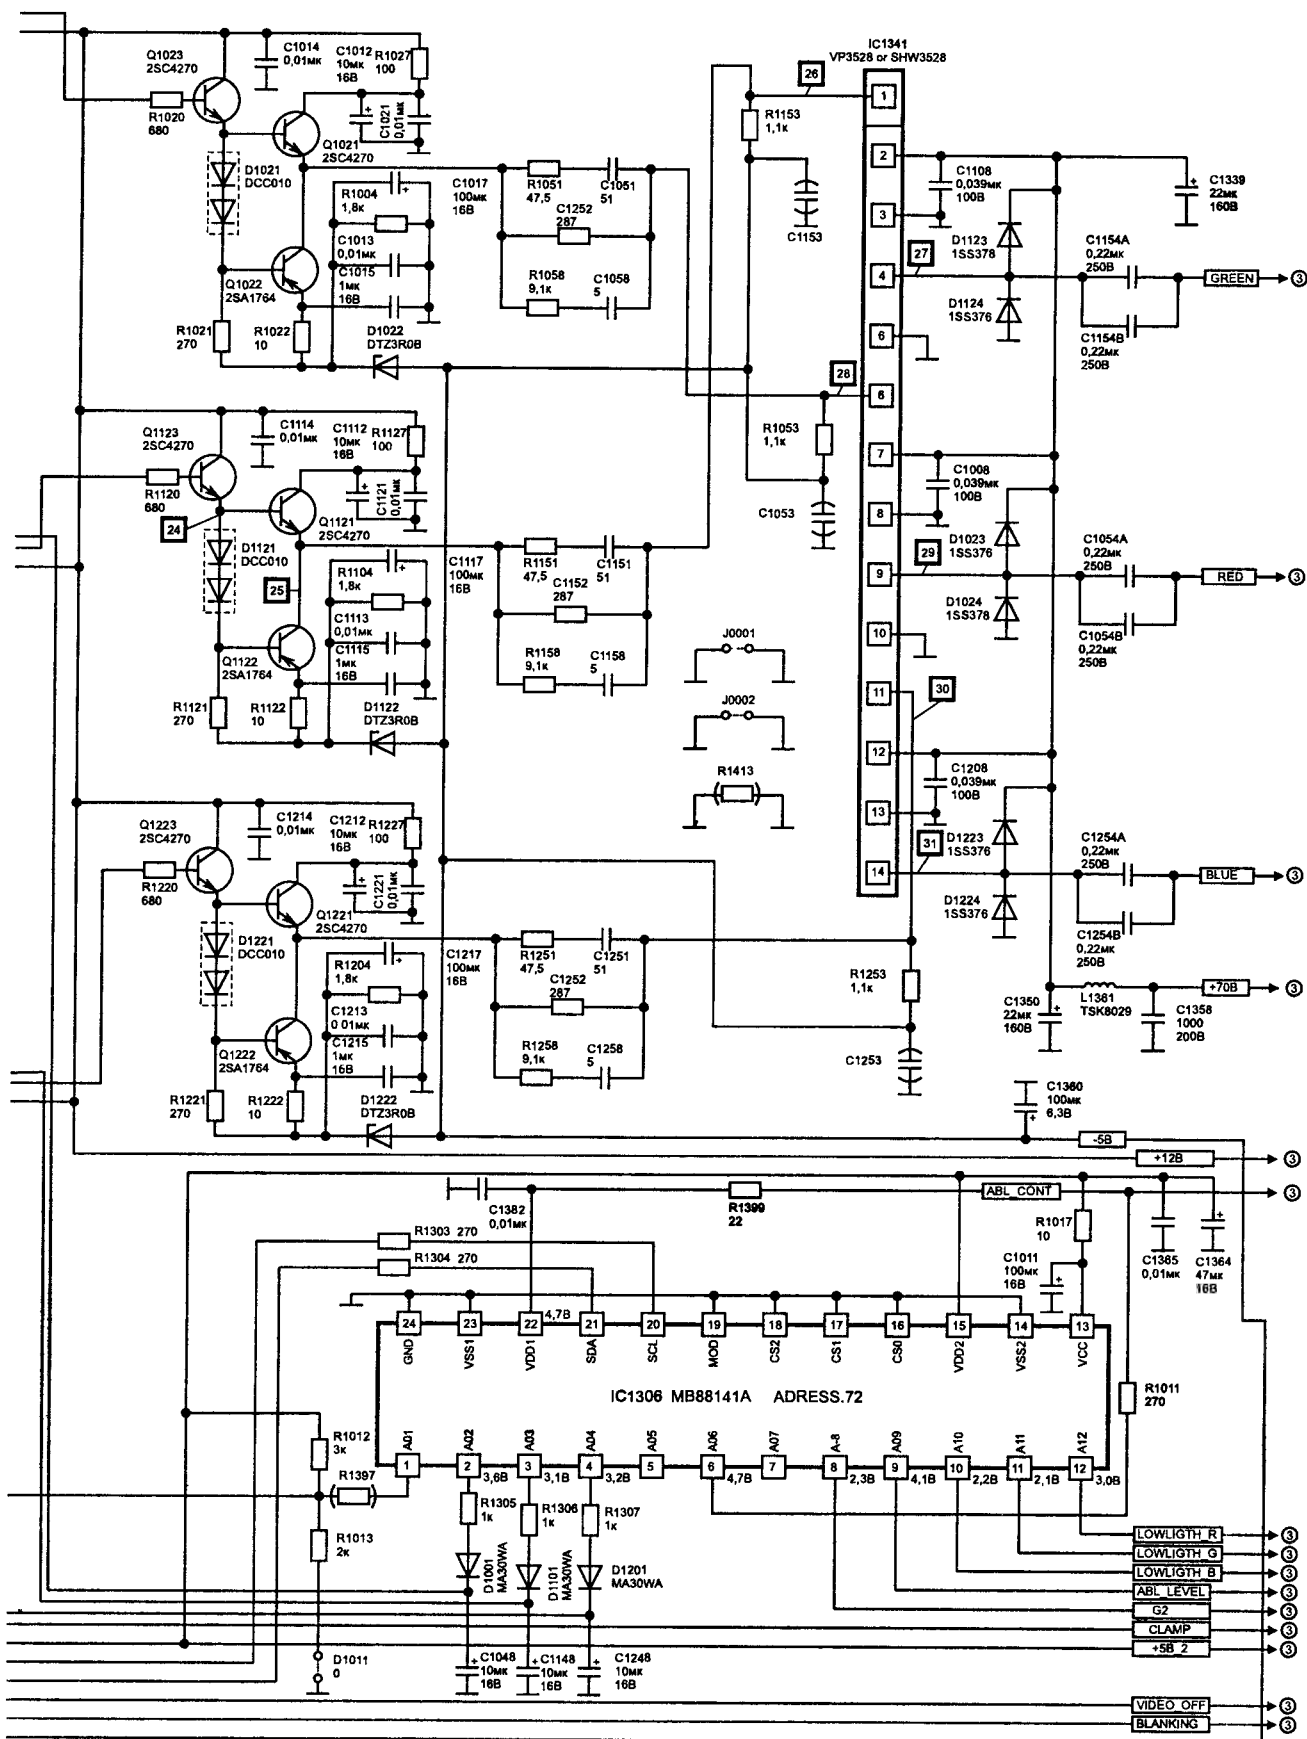 IC1341
VP3528 or SHW3528
Q1023
2SC4270
C1014
0,01мк
C1012
10мк
16В
R1027
100
26
1
R1020
680
C1021
0,01мк
Q1021
2SC4270
R1153
1,1к
2
D1021
DCC010
R1004
1,8к
C1017
100мк
16В
R1051
47,5
C1051
51
C1108
0,039мк
100В
C1339
22мк
160В
C1252
287
3
C1153
C1013
0,01мк
D1123
1SS378
C1154A
0,22мк
250В
27
4
GREEN
3
C1015
1мк
16В
R1058
9,1к
C1058
5
Q1022
2SA1764
D1124
1SS376
R1021
270
R1022
10
D1022
DTZ3R0B
6
C1154B
0,22мк
250В
28
6
Q1123
2SC4270
C1114
0,01мк
C1112
10мк
16В
R1127
100
R1053
1,1к
7
R1120
680
C1121
0,01мк
C1008
0,039мк
100В
24
Q1121
2SC4270
C1053
8
D1121
DCC010
D1023
1SS376
C1054A
0,22мк
250В
R1104
1,8к
C1117
100мк
16В
R1151
47,5
C1151
51
29
9
RED
3
25
C1152
287
D1024
1SS378
C1113
0,01мк
J0001
10
C1054B
0,22мк
250В
C1115
1мк
16В
R1158
9,1к
C1158
5
Q1122
2SA1764
11
30
R1121
270
R1122
10
D1122
DTZ3R0B
J0002
12
R1413
C1208
0,039мк
100В
Q1223
2SC4270
C1214
0,01мк
C1212
10мк
16В
R1227
100
13
D1223
1SS376
C1254A
0,22мк
250В
31
R1220
680
C1221
0,01мк
14
BLUE
3
Q1221
2SC4270
D1224
1SS376
D1221
DCC010
R1204
1,8к
C1217
100мк
16В
R1251
47,5
C1251
51
C1254B
0,22мк
250В
C1252
287
R1253
1,1к
+70В
3
C1213
0 01мк
C1350
22мк
160В
L1361
TSK8029
C1358
1000
200В
C1215
1мк
16В
R1258
9,1к
C1258
5
Q1222
2SA1764
C1253
R1221
270
R1222
10
D1222
DTZ3R0B
C1360
100мк
6,3В
-5В
+12В
3
ABL_CONT
3
C1382
0,01мк
R1399
22
R1303 270
R1304 270
R1017
10
C1011
100мк
16В
C1365
0,01мк
C1364
47мк
16В
4,7В
24
23
22
21
20
19
18
17
16
15
14
13
GND
VSS1
VDD1
SDA
SCL
MOD
CS2
CS1
CS0
VDD2
VSS2
VCC
IC1306 MB88141A ADRESS.72
R1011
270
R1012
3к
A01
A02
A03
A04
A05
A06
A07
A-8
A09
A10
A11
A12
1
2
3
4
5
6
7
8
9
10
11
12
3,6В
3,1В
3,2В
4,7В
2,3В
4,1В
2,2В
2,1В
3,0В
R1397
R1305
1к
R1306
1к
R1307
1к
R1013
2к
LOWLIGTH_R
3
LOWLIGTH_G
3
D1001
MA30WA
D1101
MA30WA
D1201
MA30WA
LOWLIGTH_B
3
ABL_LEVEL
3
G2
3
CLAMP
3
+5В_2
3
D1011
0
C1048
10мк
16В
C1148
10мк
16В
C1248
10мк
16В
VIDEO_OFF
3
BLANKING
3